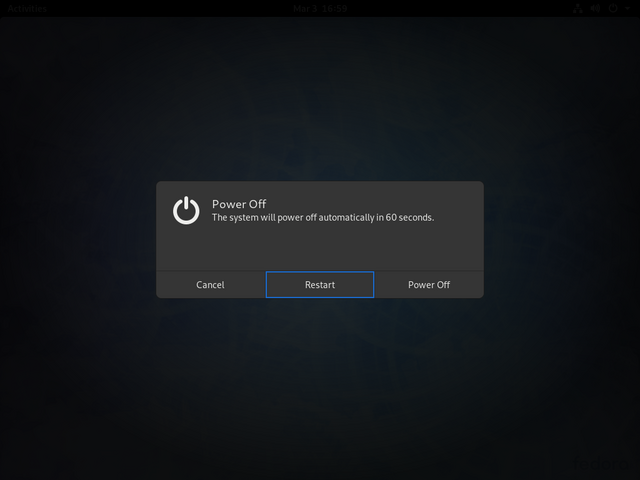 Activities
Mar 3, 16:55
Power Off
The system will power off automatically in 60 seconds.
Cancel
Restart
Power Off